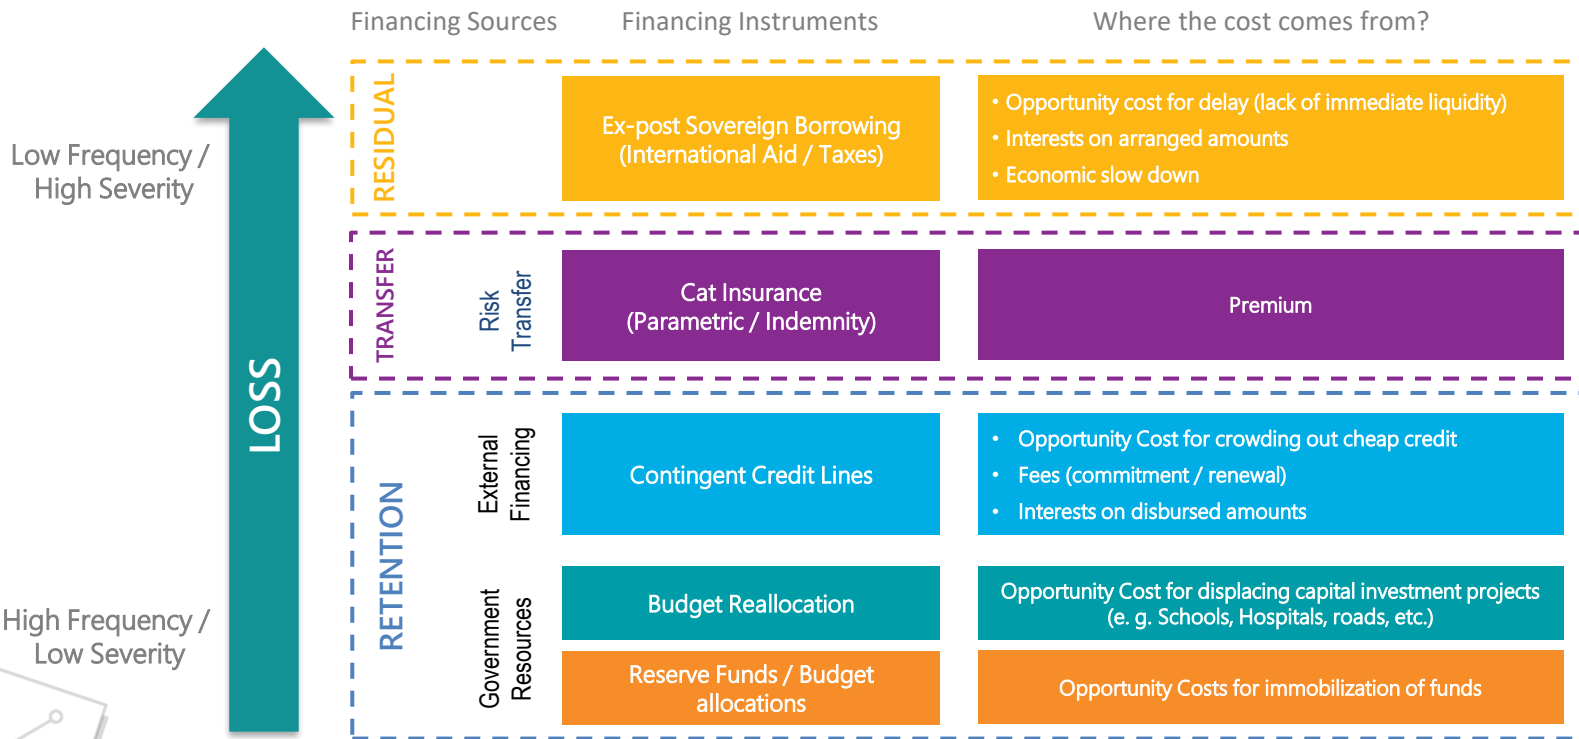 Financing Sources
Financing Instruments
Where the cost comes from?
LOSS
Low Frequency /
High Severity
High Frequency /
Low Severity
RESIDUAL
Ex-post Sovereign Borrowing
(International Aid / Taxes)
• Opportunity cost for delay (lack of immediate liquidity)
• Interests on arranged amounts
• Economic slow down
TRANSFER
Risk
Transfer
Cat Insurance
(Parametric / Indemnity)
Premium
RETENTION
External
Financing
Contingent Credit Lines
• Opportunity Cost for crowding out cheap credit
• Fees (commitment / renewal)
• Interests on disbursed amounts
Government
Resources
Budget Reallocation
Opportunity Cost for displacing capital investment projects
(e. g. Schools, Hospitals, roads, etc.)
Reserve Funds / Budget
allocations
Opportunity Costs for immobilization of funds